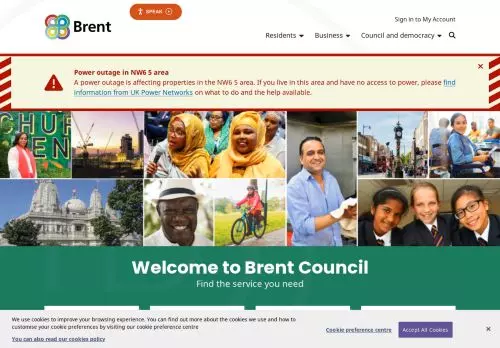 SPEAK
Brent
Sign in to My Account
Residents
Business
Council and democracy
Power outage in NW6 5 area
A power outage is affecting properties in the NW6 5 area. If you live in this area and have no access to power, please find
information from UK Power Networks on what to do and the help available.
CHUR
EN
Welcome to Brent Council
Find the service you need
We use cookies to improve your browsing experience. You can find out more about the cookies we use and how to
customise your cookie preferences by visiting our cookie preference centre
You can also read our cookies policy
Cookie preference centre
Accept All Cookies